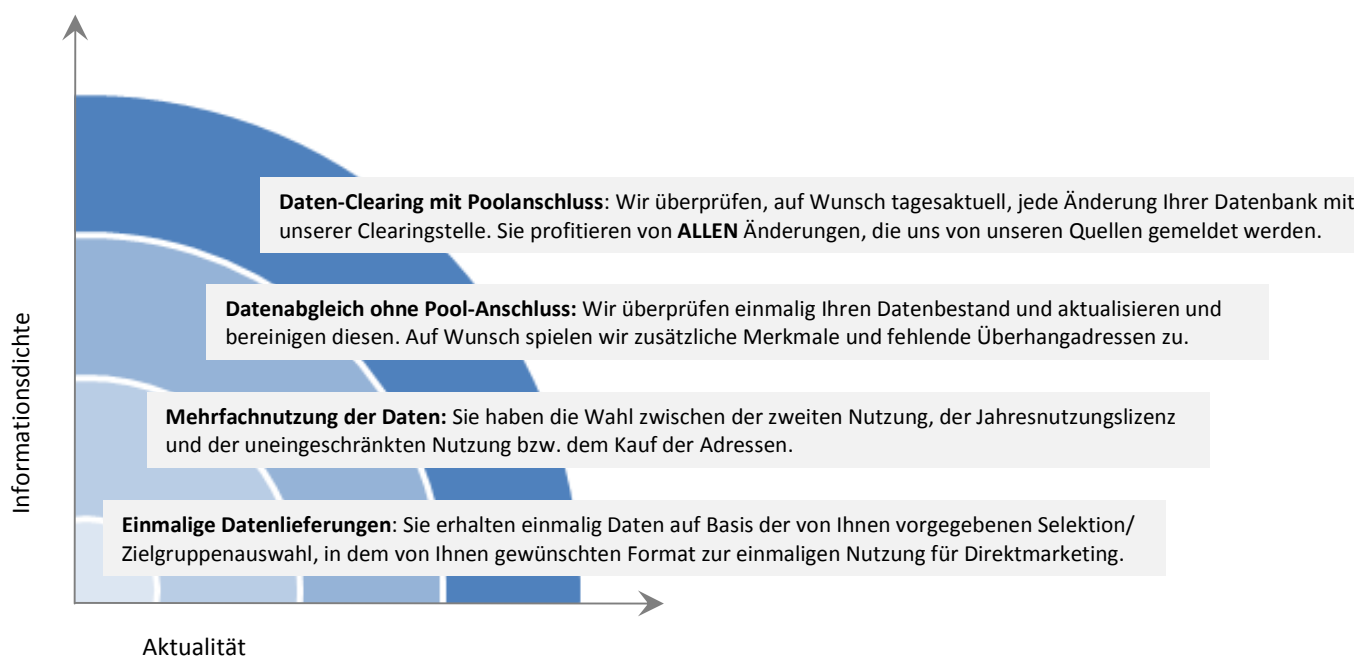 Daten-Clearing mit Poolanschluss: Wir überprüfen, auf Wunsch tagesaktuell, jede Änderung Ihrer Datenbank mit
unserer Clearingstelle. Sie profitieren von ALLEN Änderungen, die uns von unseren Quellen gemeldet werden.
Datenabgleich ohne Pool-Anschluss: Wir überprüfen einmalig Ihren Datenbestand und aktualisieren und
bereinigen diesen. Auf Wunsch spielen wir zusätzliche Merkmale und fehlende Überhangadressen zu.
Mehrfachnutzung der Daten: Sie haben die Wahl zwischen der zweiten Nutzung, der Jahresnutzungslizenz
und der uneingeschränkten Nutzung bzw. dem Kauf der Adressen.
Einmalige Datenlieferungen: Sie erhalten einmalig Daten auf Basis der von Ihnen vorgegebenen Selektion/
Zielgruppenauswahl, in dem von Ihnen gewünschten Format zur einmaligen Nutzung für Direktmarketing.
Informationsdichte
Aktualität